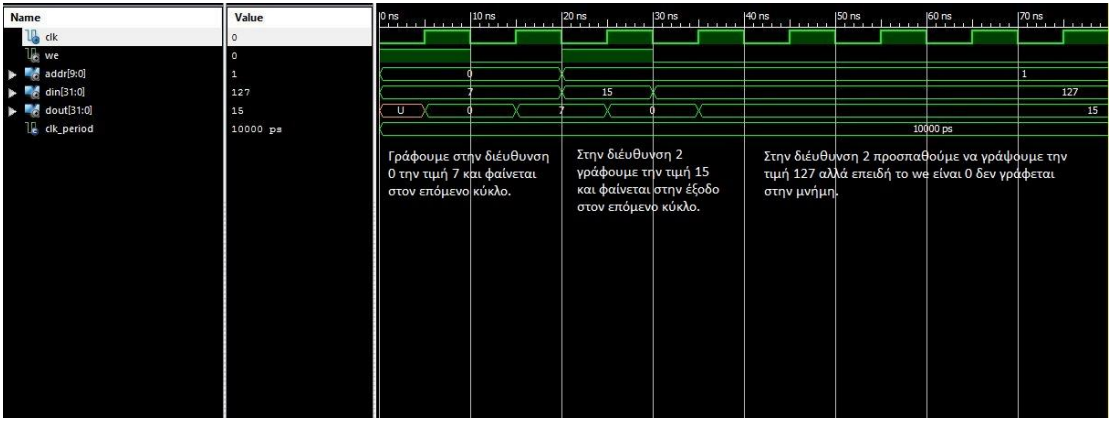 Name
Value
0 ns
10 ns
20 ns
30 ns
40 ns
50 ns
60 ns
70 ns
clk
0
we
0
addr[9:0]
1
0
1
din[31:0]
127
7
15
127
dout[31:0]
15
U
0
7
0
15
clk_period
10000 ps
10000 ps
Γράφουμε στην διέυθυνση
0 την τιμή 7 και φαίνεται
στον επόμενο κύκλο.
Στην διέυθυνση 2
γράφουμε την τιμή 15
και φαίνεται στην έξοδο
στον επόμενο κύκλο.
Στην διέυθυνση 2 προσπαθούμε να γράψουμε την
τιμή 127 αλλά επειδή το we είναι 0 δεν γράφεται
στην μνήμη.